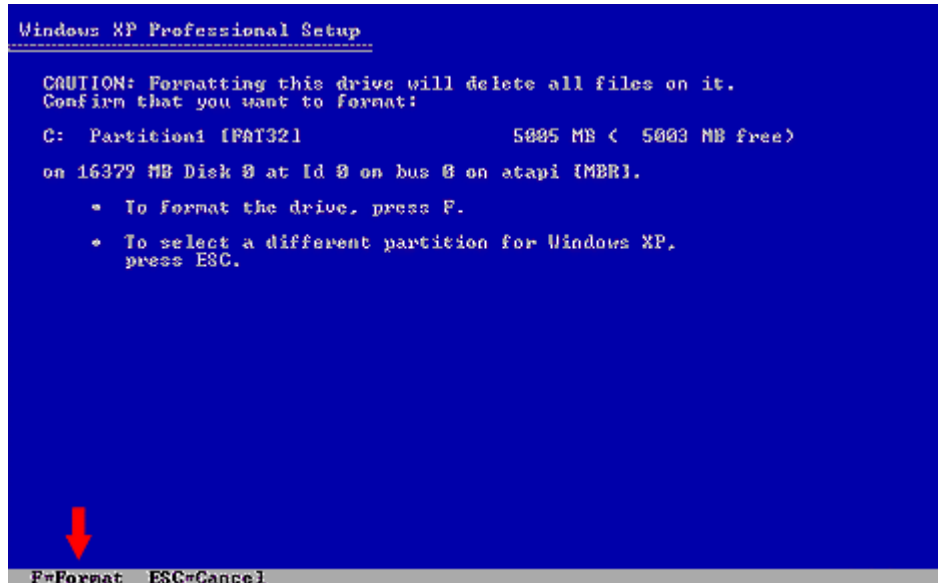 Windows XP Professional Setup
CAUTION: Formatting this drive will delete all files on it.
Confirm that you want to format:
C: Partition1 [FAT32] 5005 MB ( 5003 MB free)
on 16379 MB Disk 0 at Id 0 on bus 0 on atapi [MBR].
• To format the drive, press F.
• To select a different partition for Windows XP,
press ESC.
F=Format ESC=Cancel